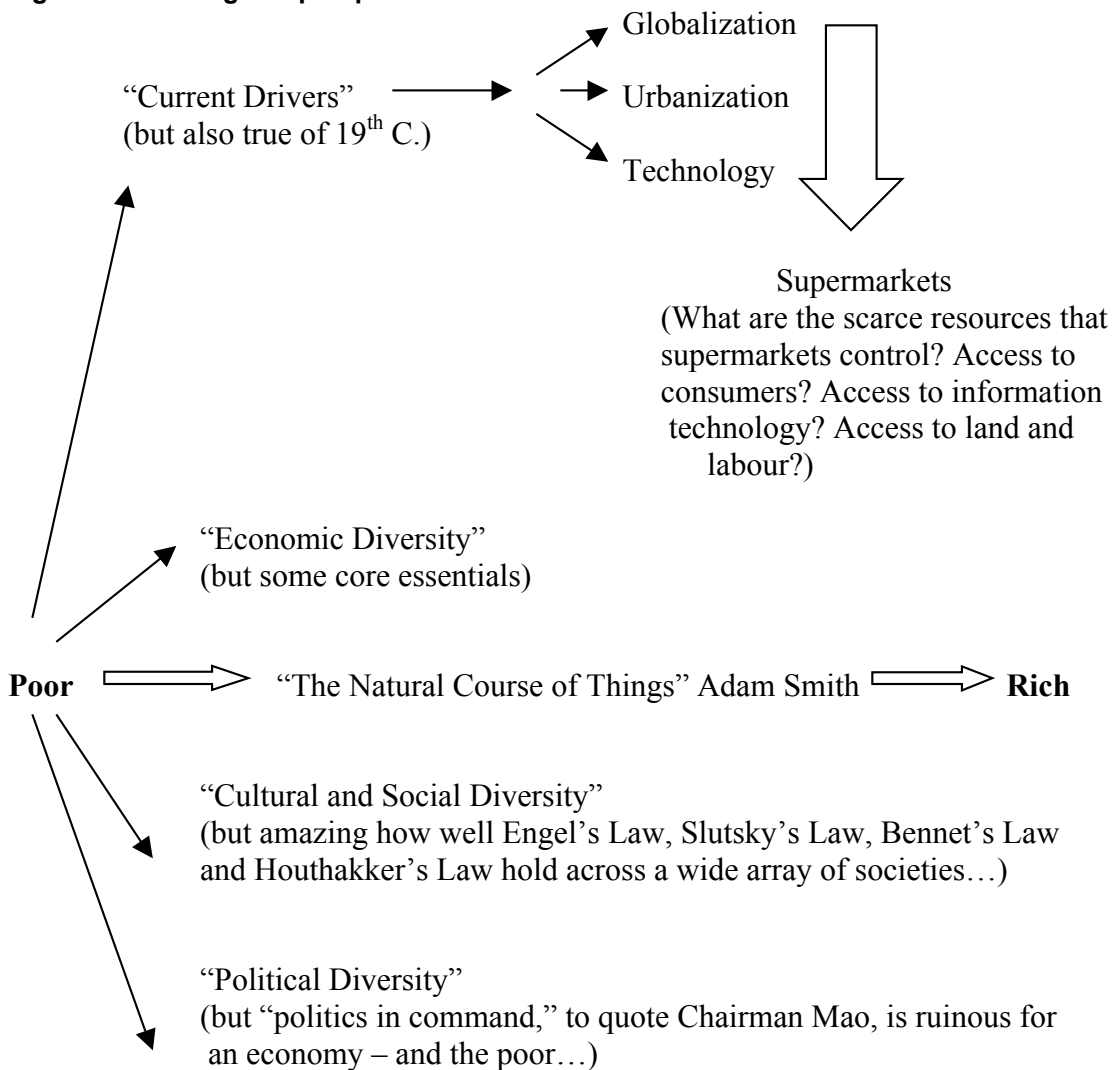 Globalization
“Current Drivers”
(but also true of 19th C.)
Urbanization
Technology
Supermarkets
(What are the scarce resources that
supermarkets control? Access to
consumers? Access to information
technology? Access to land and
labour?)
“Economic Diversity”
(but some core essentials)
Poor
“The Natural Course of Things” Adam Smith
Rich
“Cultural and Social Diversity”
(but amazing how well Engel’s Law, Slutsky’s Law, Bennet’s Law
and Houthakker’s Law hold across a wide array of societies…)
“Political Diversity”
(but “politics in command,” to quote Chairman Mao, is ruinous for
an economy – and the poor…)